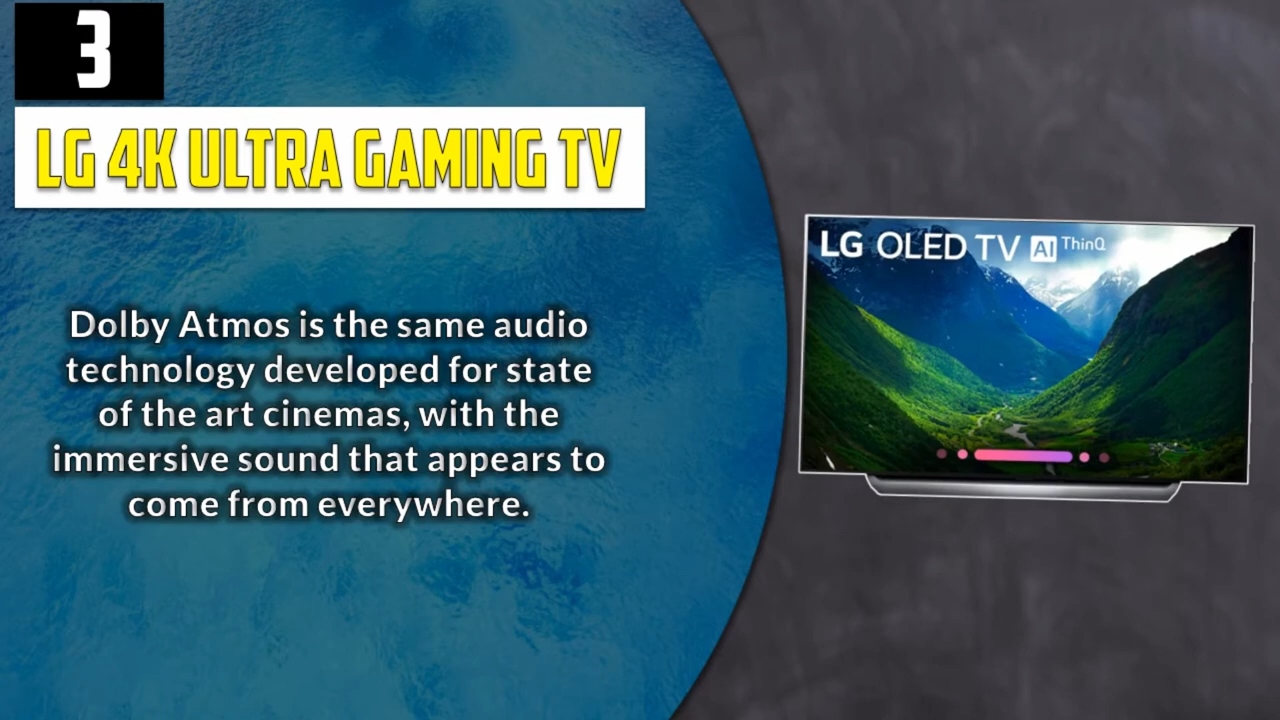 3
LG 4K ULTRA GAMING TV
Dolby Atmos is the same audio
technology developed for state
of the art cinemas, with the
immersive sound that appears to
come from everywhere.
LG OLED TV AI ThinQ